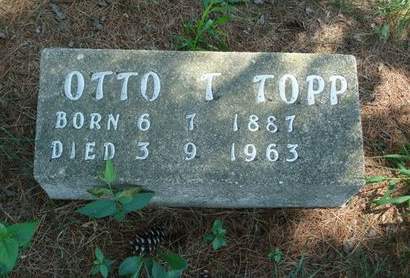 OTTO T TOPP
BORN 6 7 1887
DIED 3 9 1963